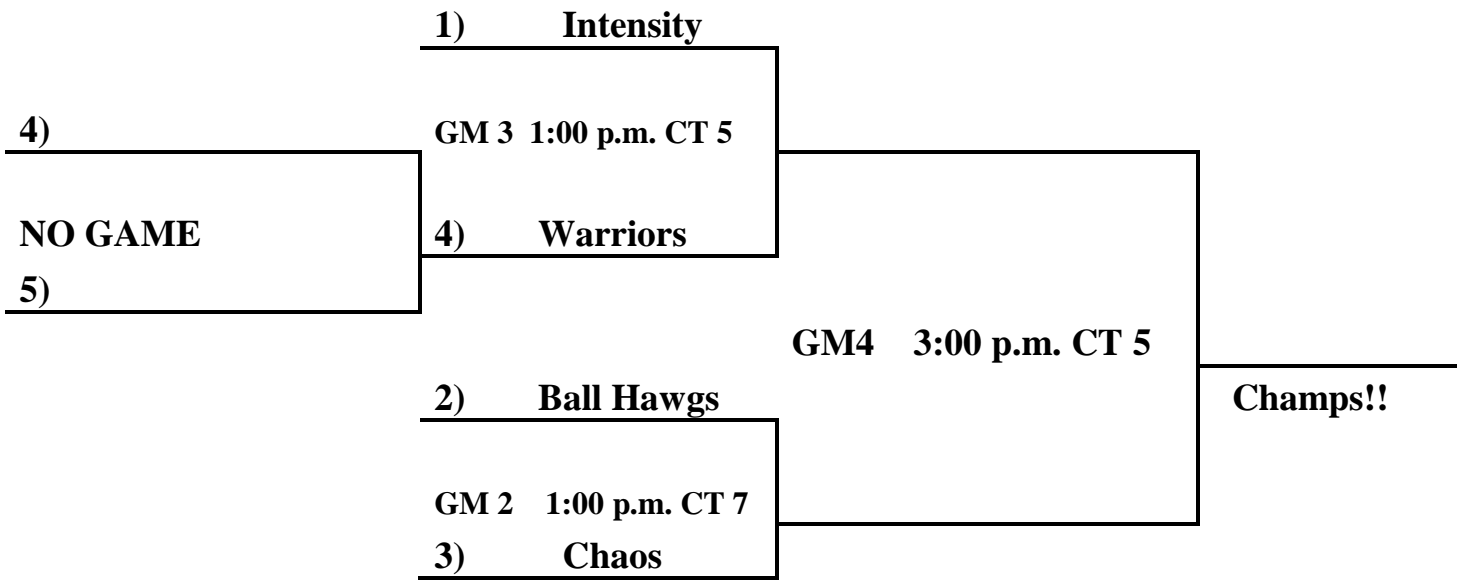 1) Intensity
4)
GM 3 1:00 p.m. CT 5
NO GAME
4) Warriors
5)
GM4 3:00 p.m. CT 5
2) Ball Hawgs
Champs!!
GM 2 1:00 p.m. CT 7
3) Chaos